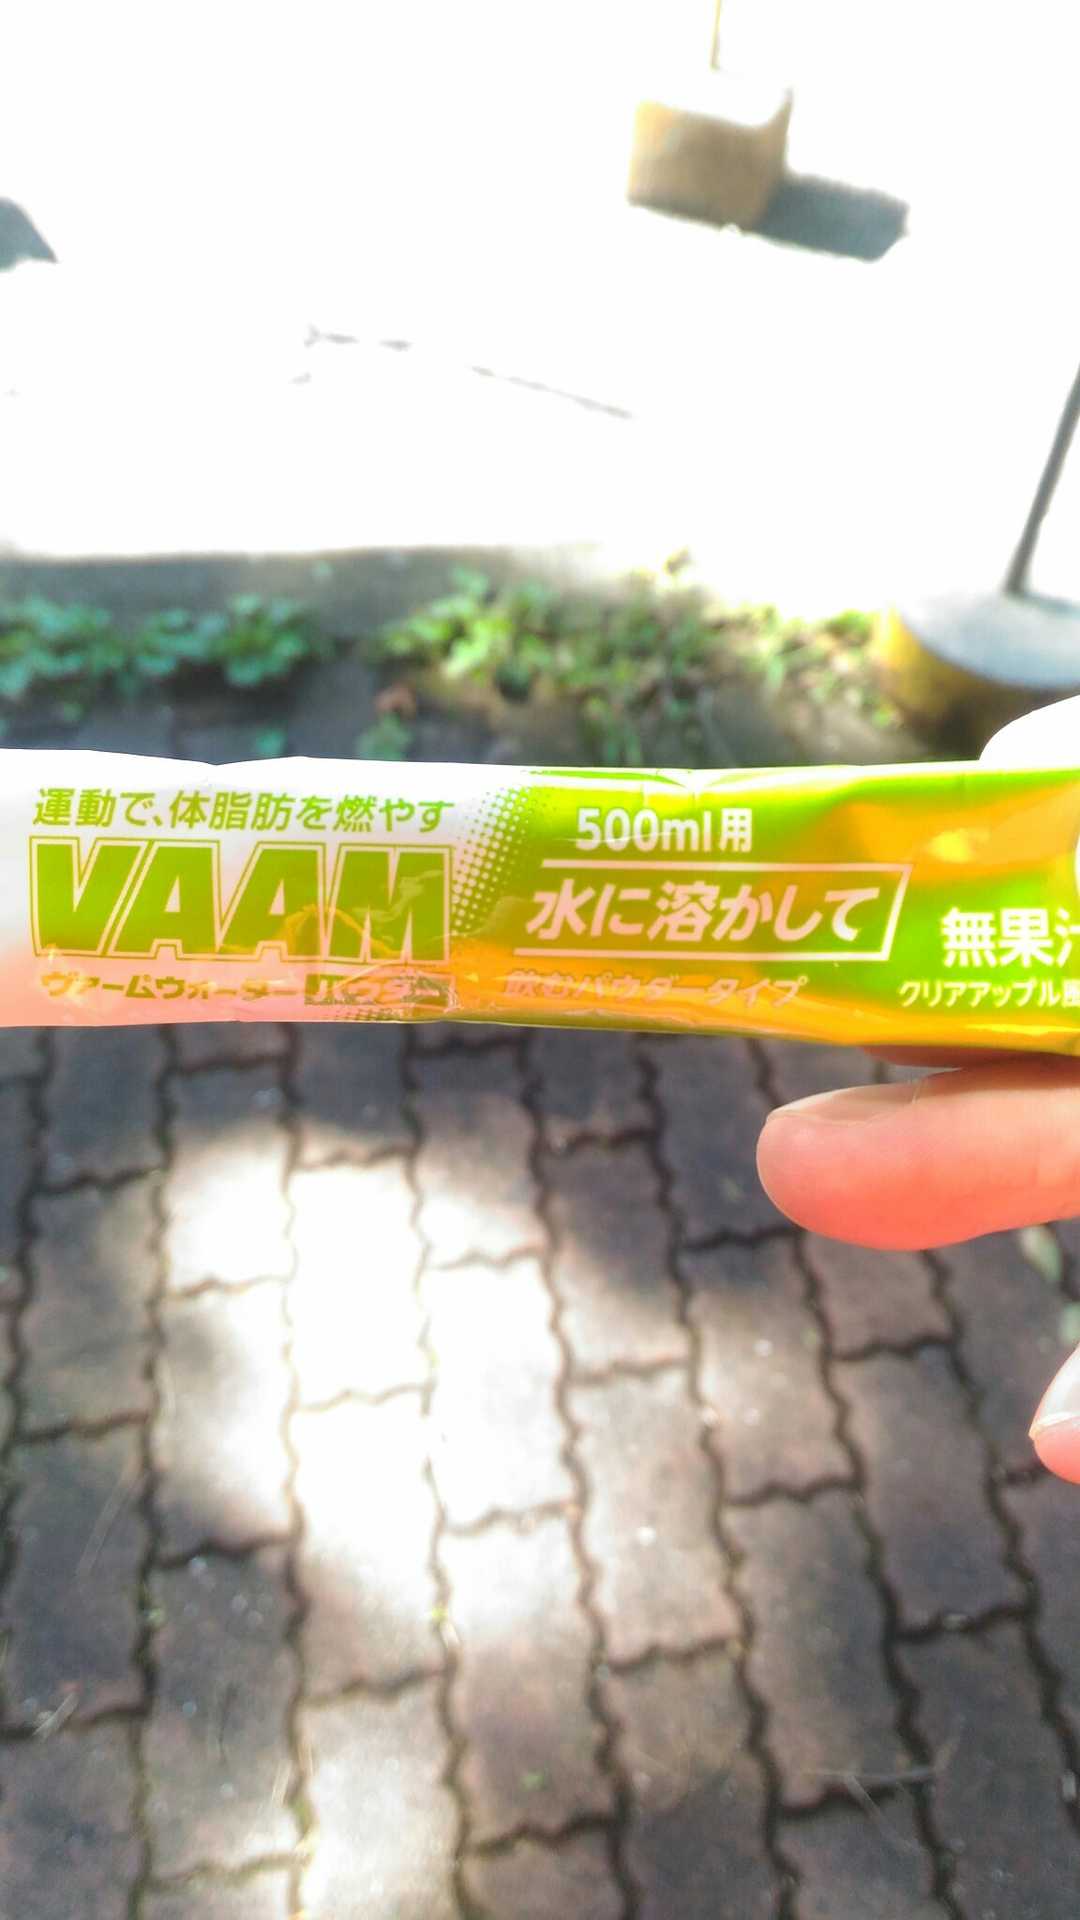 運動で、体脂肪を燃やす
VAAM
ヴァームウォーターパウダー
500ml用
水に溶かして
飲むパウダータイプ
無果汁
クリアアップル風